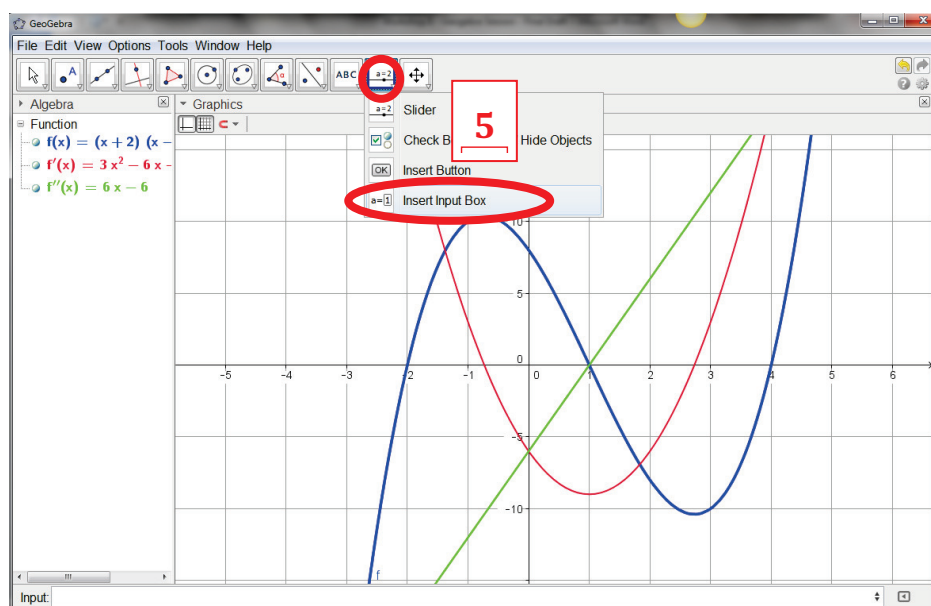 GeoGebra
File Edit View Options Tools Window Help
ABC
a=2
Algebra
Graphics
Function
f(x) = (x + 2) (x –
f′(x) = 3 x² – 6 x –
f′′(x) = 6 x – 6
a=2 Slider
Check B
5
Hide Objects
OK Insert Button
a=1 Insert Input Box
10
5
0
-5
-10
-5 -4 -3 -2 -1 0 1 2 3 4 5 6
f
Input: